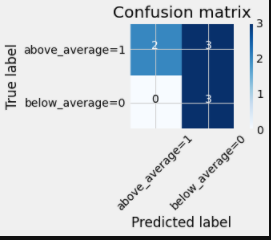 Confusion matrix
True label
above_average=1
below_average=0
2 3
0 3
3
2
1
0
above_average=1
below_average=0
Predicted label